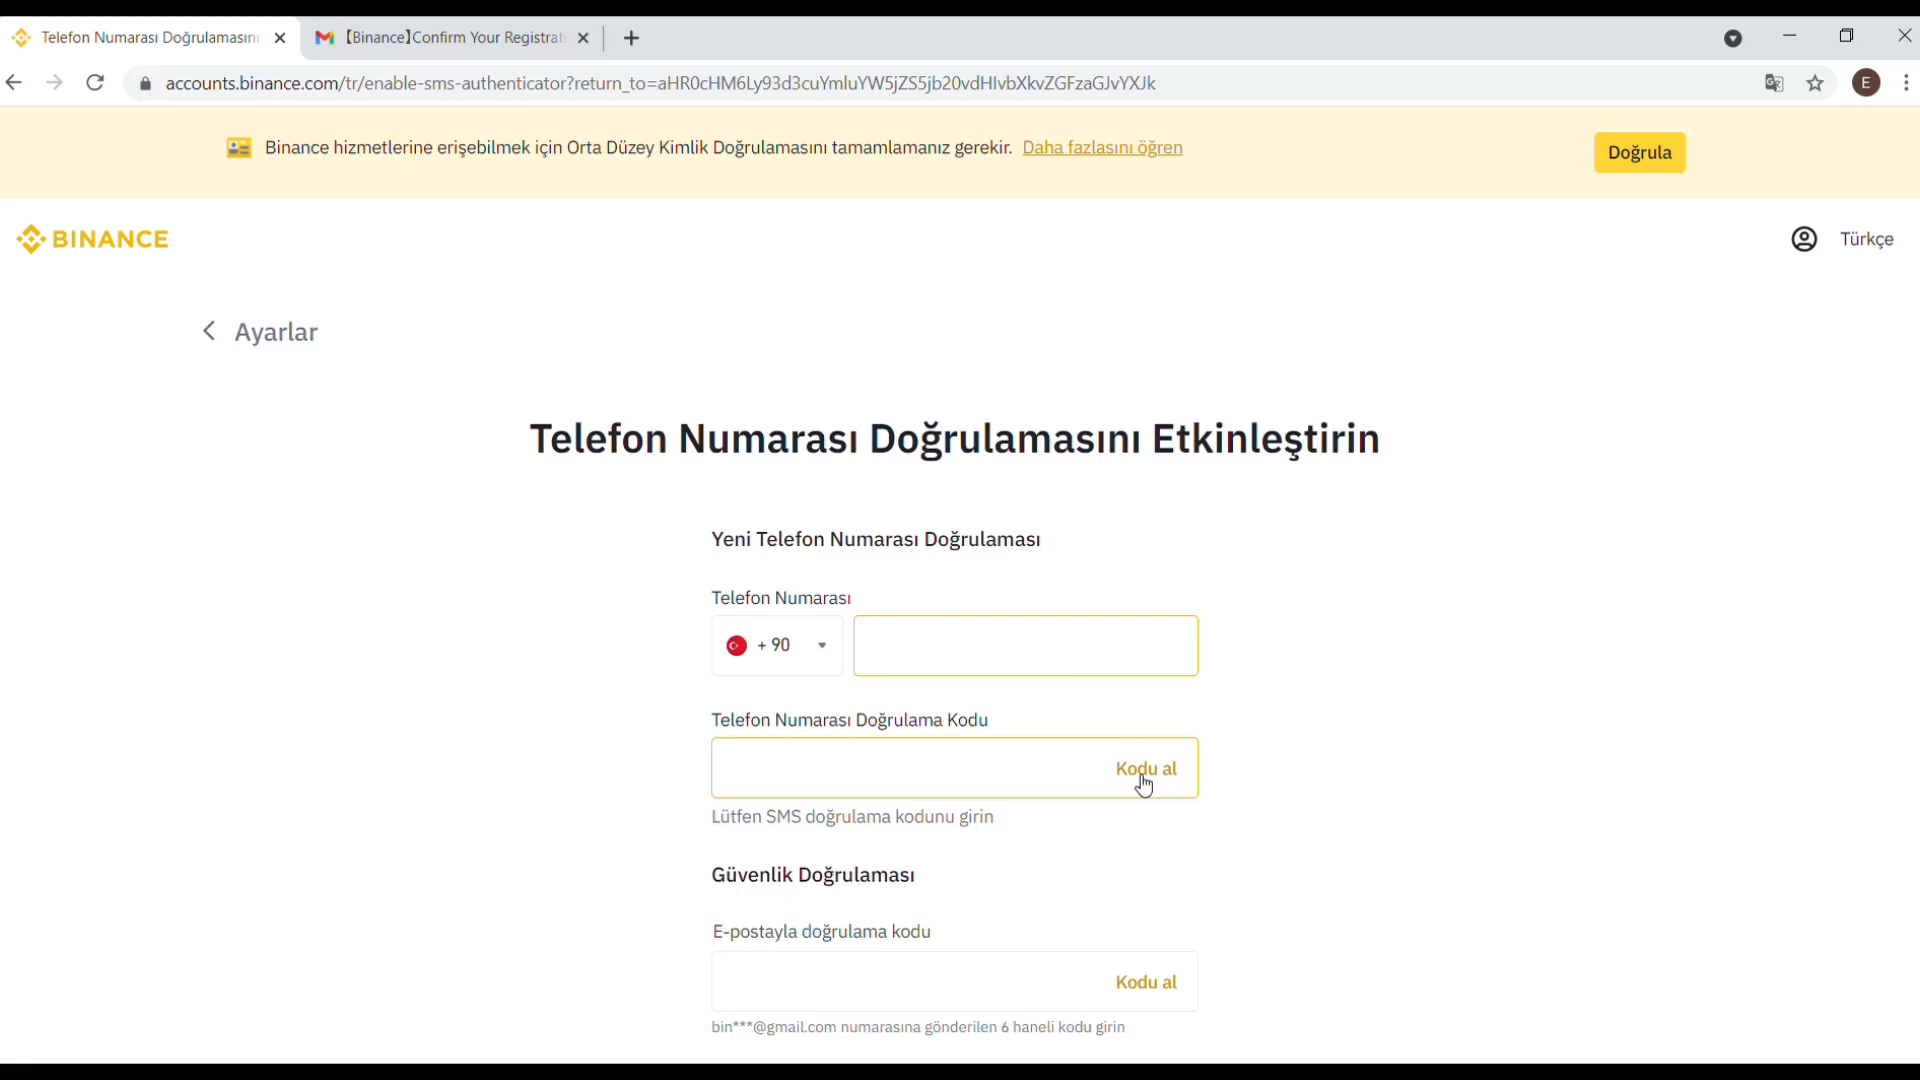 Telefon Numarası Doğrulamasını
【Binance】Confirm Your Registrat
accounts.binance.com/tr/enable-sms-authenticator?return_to=aHR0cHM6Ly93d3cuYmluYW5jZS5jb20vdHIvbXkvZGFzaGJvYXJk
E
Binance hizmetlerine erişebilmek için Orta Düzey Kimlik Doğrulamasını tamamlamanız gerekir. Daha fazlasını öğren
Doğrula
BINANCE
Türkçe
Ayarlar
Telefon Numarası Doğrulamasını Etkinleştirin
Yeni Telefon Numarası Doğrulaması
Telefon Numarası
+ 90
Telefon Numarası Doğrulama Kodu
Kodu al
Lütfen SMS doğrulama kodunu girin
Güvenlik Doğrulaması
E-postayla doğrulama kodu
Kodu al
bin***@gmail.com numarasına gönderilen 6 haneli kodu girin